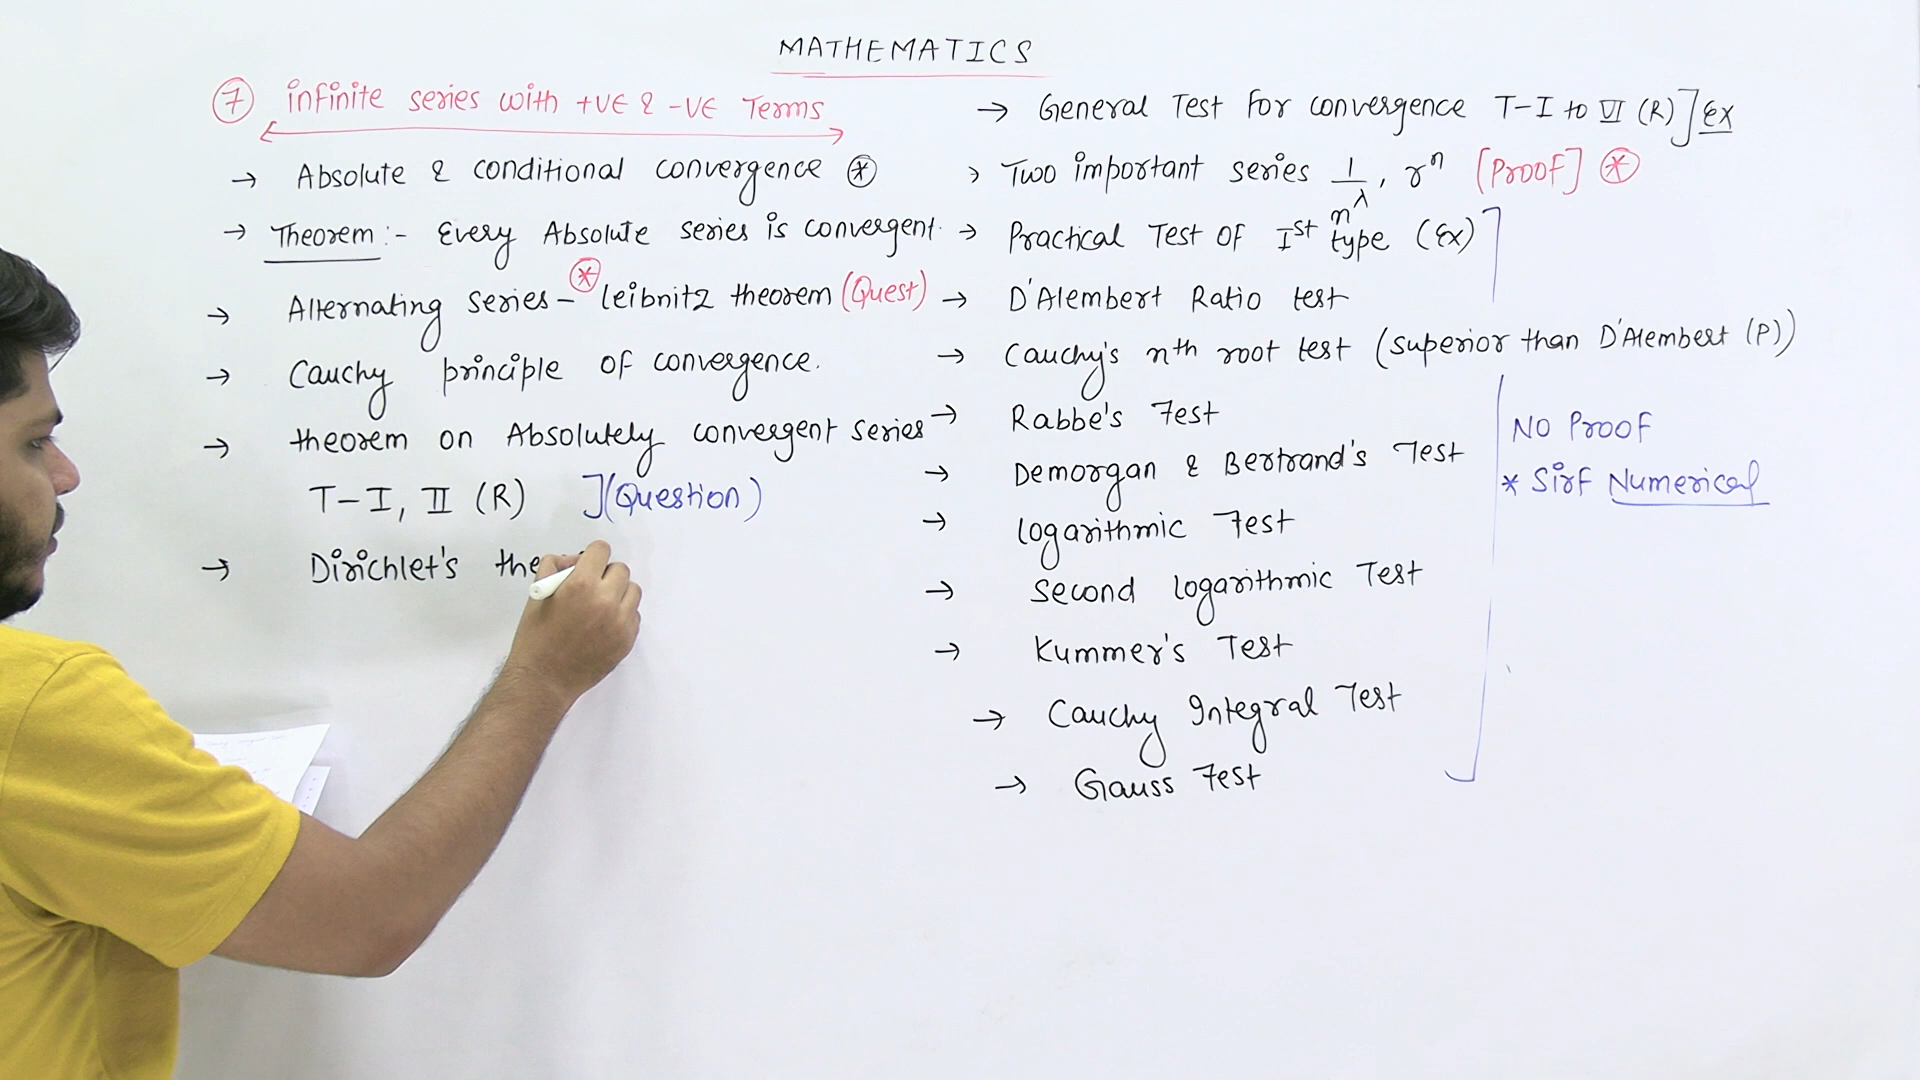 MATHEMATICS
7 infinite series with +VE & -VE Terms
→ Absolute & conditional convergence *
→ Theorem :- Every Absolute series is convergent.
→ Alternating series - * leibnitz theorem (Quest)
→ Cauchy principle of convergence.
→ theorem on Absolutely convergent series
T-I, II (R) ](Question)
→ Dirichlet's the
→ General Test For convergence T-I to VI (R)] Ex
→ Two important series 1/n^λ, r^n [Proof] *
→ Practical Test OF Ist type (Ex)
→ D'Alembert Ratio test
→ Cauchy's nth root test (superior than D'Alembert (P))
→ Rabbe's Test
→ Demorgan & Bertrand's Test
→ logarithmic Test
→ second logarithmic Test
→ Kummer's Test
→ Cauchy Integral Test
→ Gauss Test
NO Proof
* Sirf Numerical